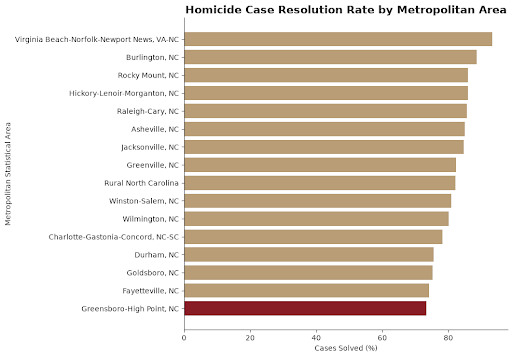 Homicide Case Resolution Rate by Metropolitan Area
Metropolitan Statistical Area
Virginia Beach-Norfolk-Newport News, VA-NC
Burlington, NC
Rocky Mount, NC
Hickory-Lenoir-Morganton, NC
Raleigh-Cary, NC
Asheville, NC
Jacksonville, NC
Greenville, NC
Rural North Carolina
Winston-Salem, NC
Wilmington, NC
Charlotte-Gastonia-Concord, NC-SC
Durham, NC
Goldsboro, NC
Fayetteville, NC
Greensboro-High Point, NC
0 20 40 60 80
Cases Solved (%)